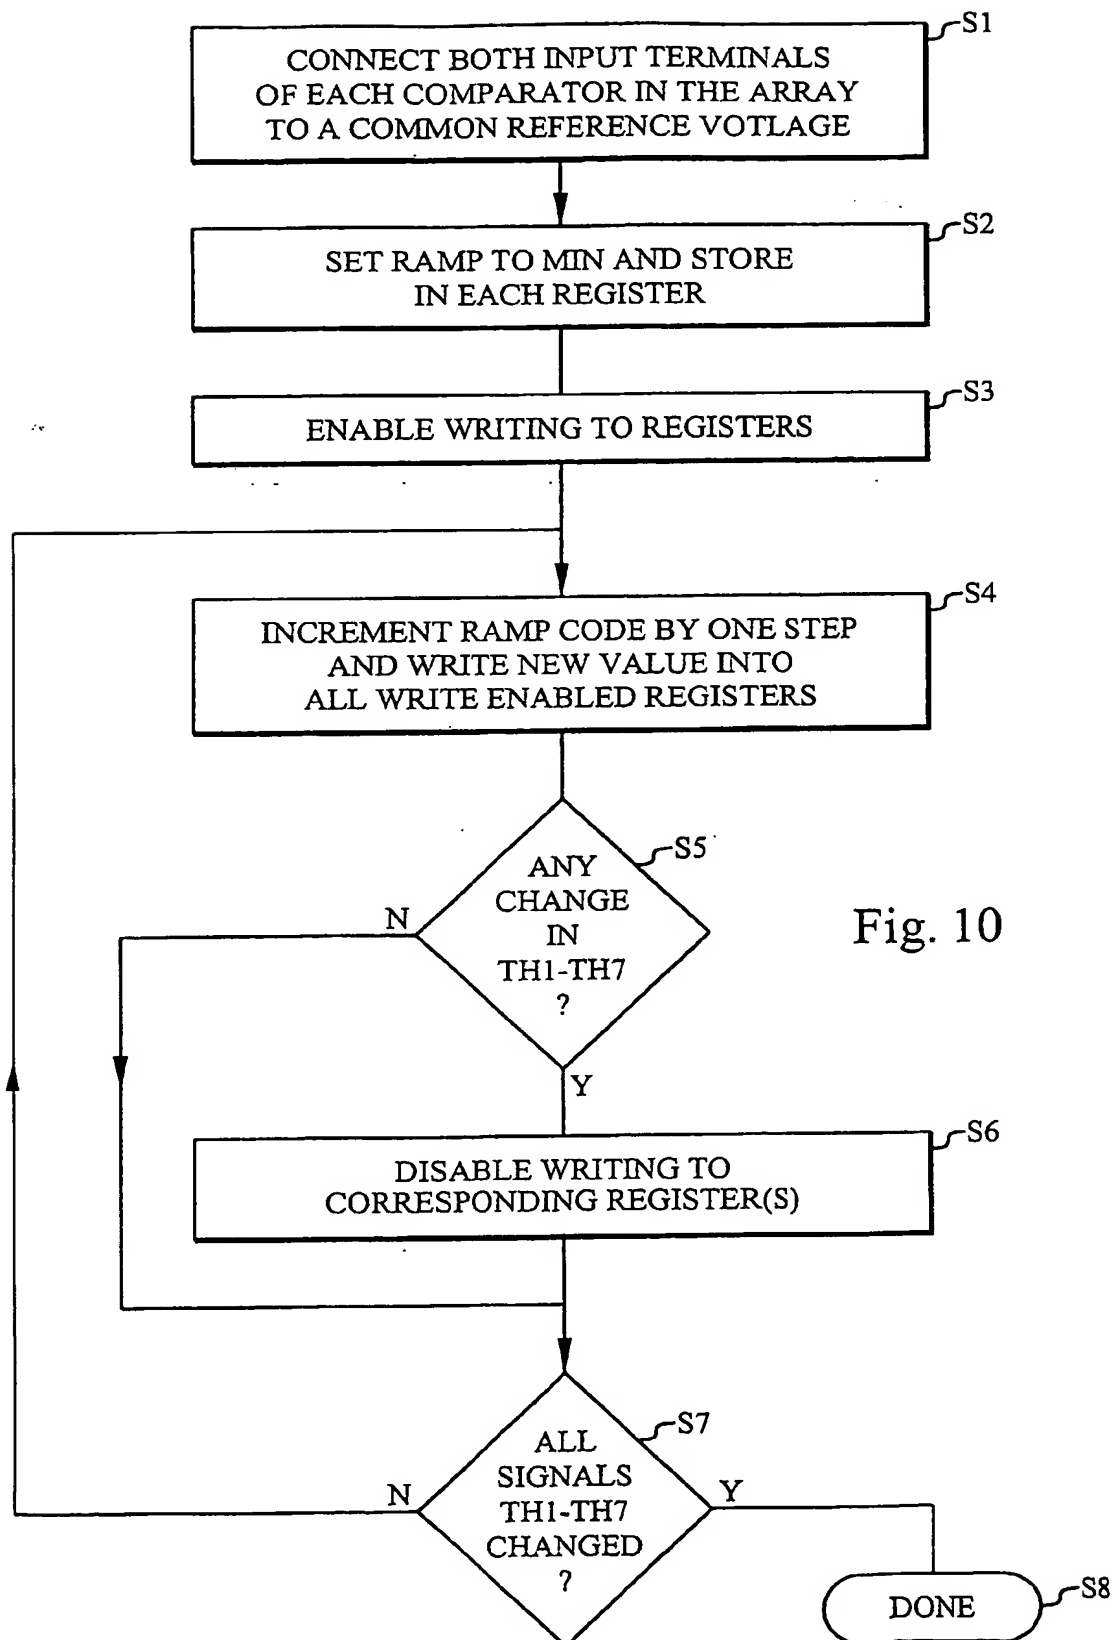 S1
CONNECT BOTH INPUT TERMINALS
OF EACH COMPARATOR IN THE ARRAY
TO A COMMON REFERENCE VOTLAGE
S2
SET RAMP TO MIN AND STORE
IN EACH REGISTER
S3
ENABLE WRITING TO REGISTERS
S4
INCREMENT RAMP CODE BY ONE STEP
AND WRITE NEW VALUE INTO
ALL WRITE ENABLED REGISTERS
S5
ANY
CHANGE
IN
TH1-TH7
?
N
Y
Fig. 10
S6
DISABLE WRITING TO
CORRESPONDING REGISTER(S)
S7
ALL
SIGNALS
TH1-TH7
CHANGED
?
N
Y
S8
DONE